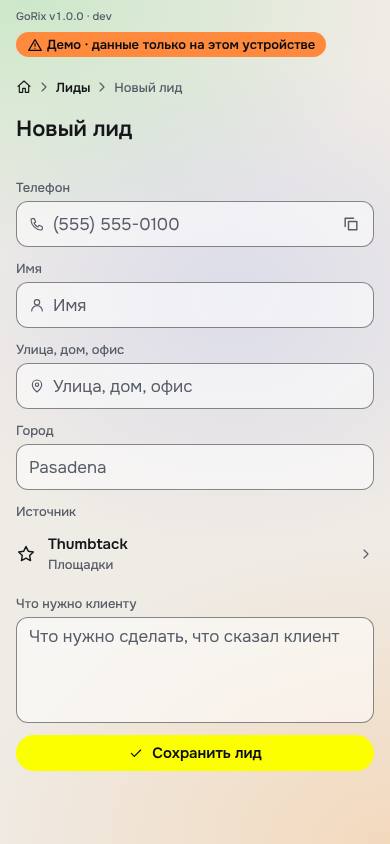 GoRix v1.0.0 · dev
Демо · данные только на этом устройстве
Лиды
Новый лид
Новый лид
Телефон
(555) 555-0100
Имя
Имя
Улица, дом, офис
Улица, дом, офис
Город
Pasadena
Источник
Thumbtack
Площадки
Что нужно клиенту
Что нужно сделать, что сказал клиент
Сохранить лид